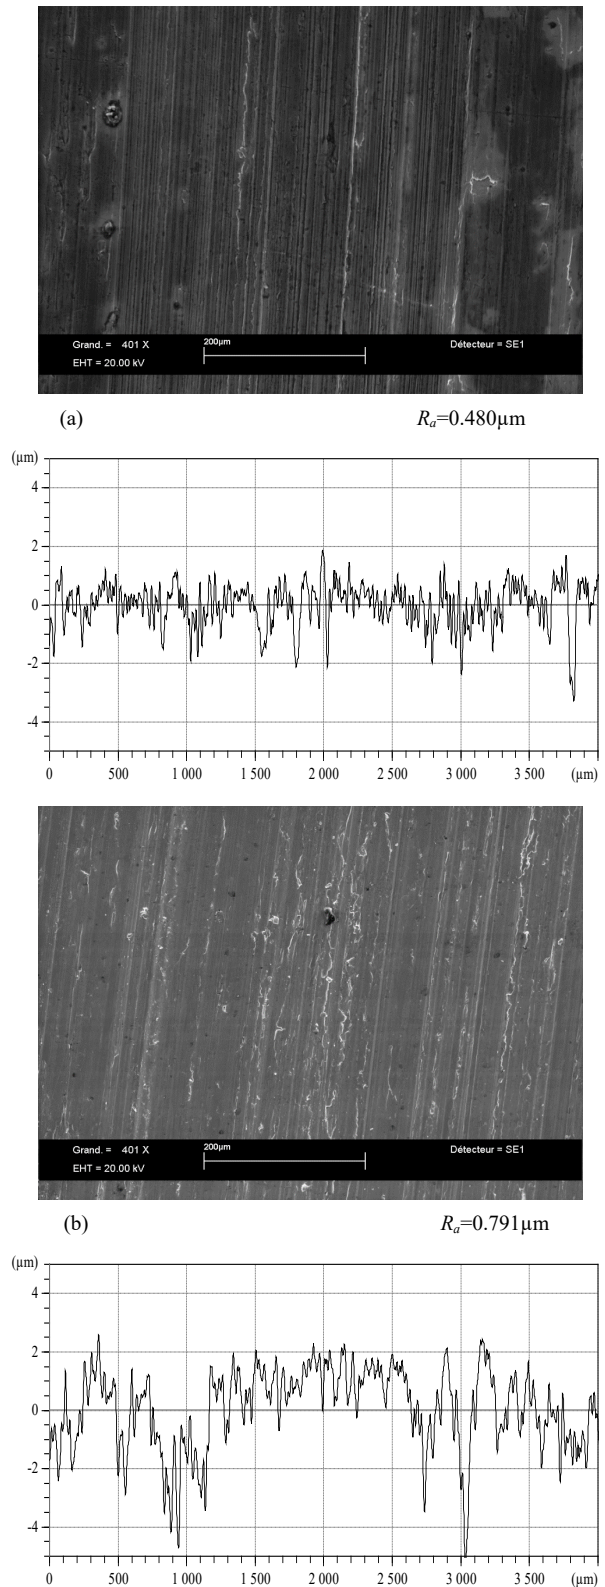 Grand. = 401 X 200µm Détecteur = SE1
EHT = 20.00 kV
(a) Ra=0.480µm
(µm)
4
2
0
-2
-4
0 500 1 000 1 500 2 000 2 500 3 000 3 500 (µm)
Grand. = 401 X 200µm Détecteur = SE1
EHT = 20.00 kV
(b) Ra=0.791µm
(µm)
4
2
0
-2
-4
0 500 1 000 1 500 2 000 2 500 3 000 3 500 (µm)